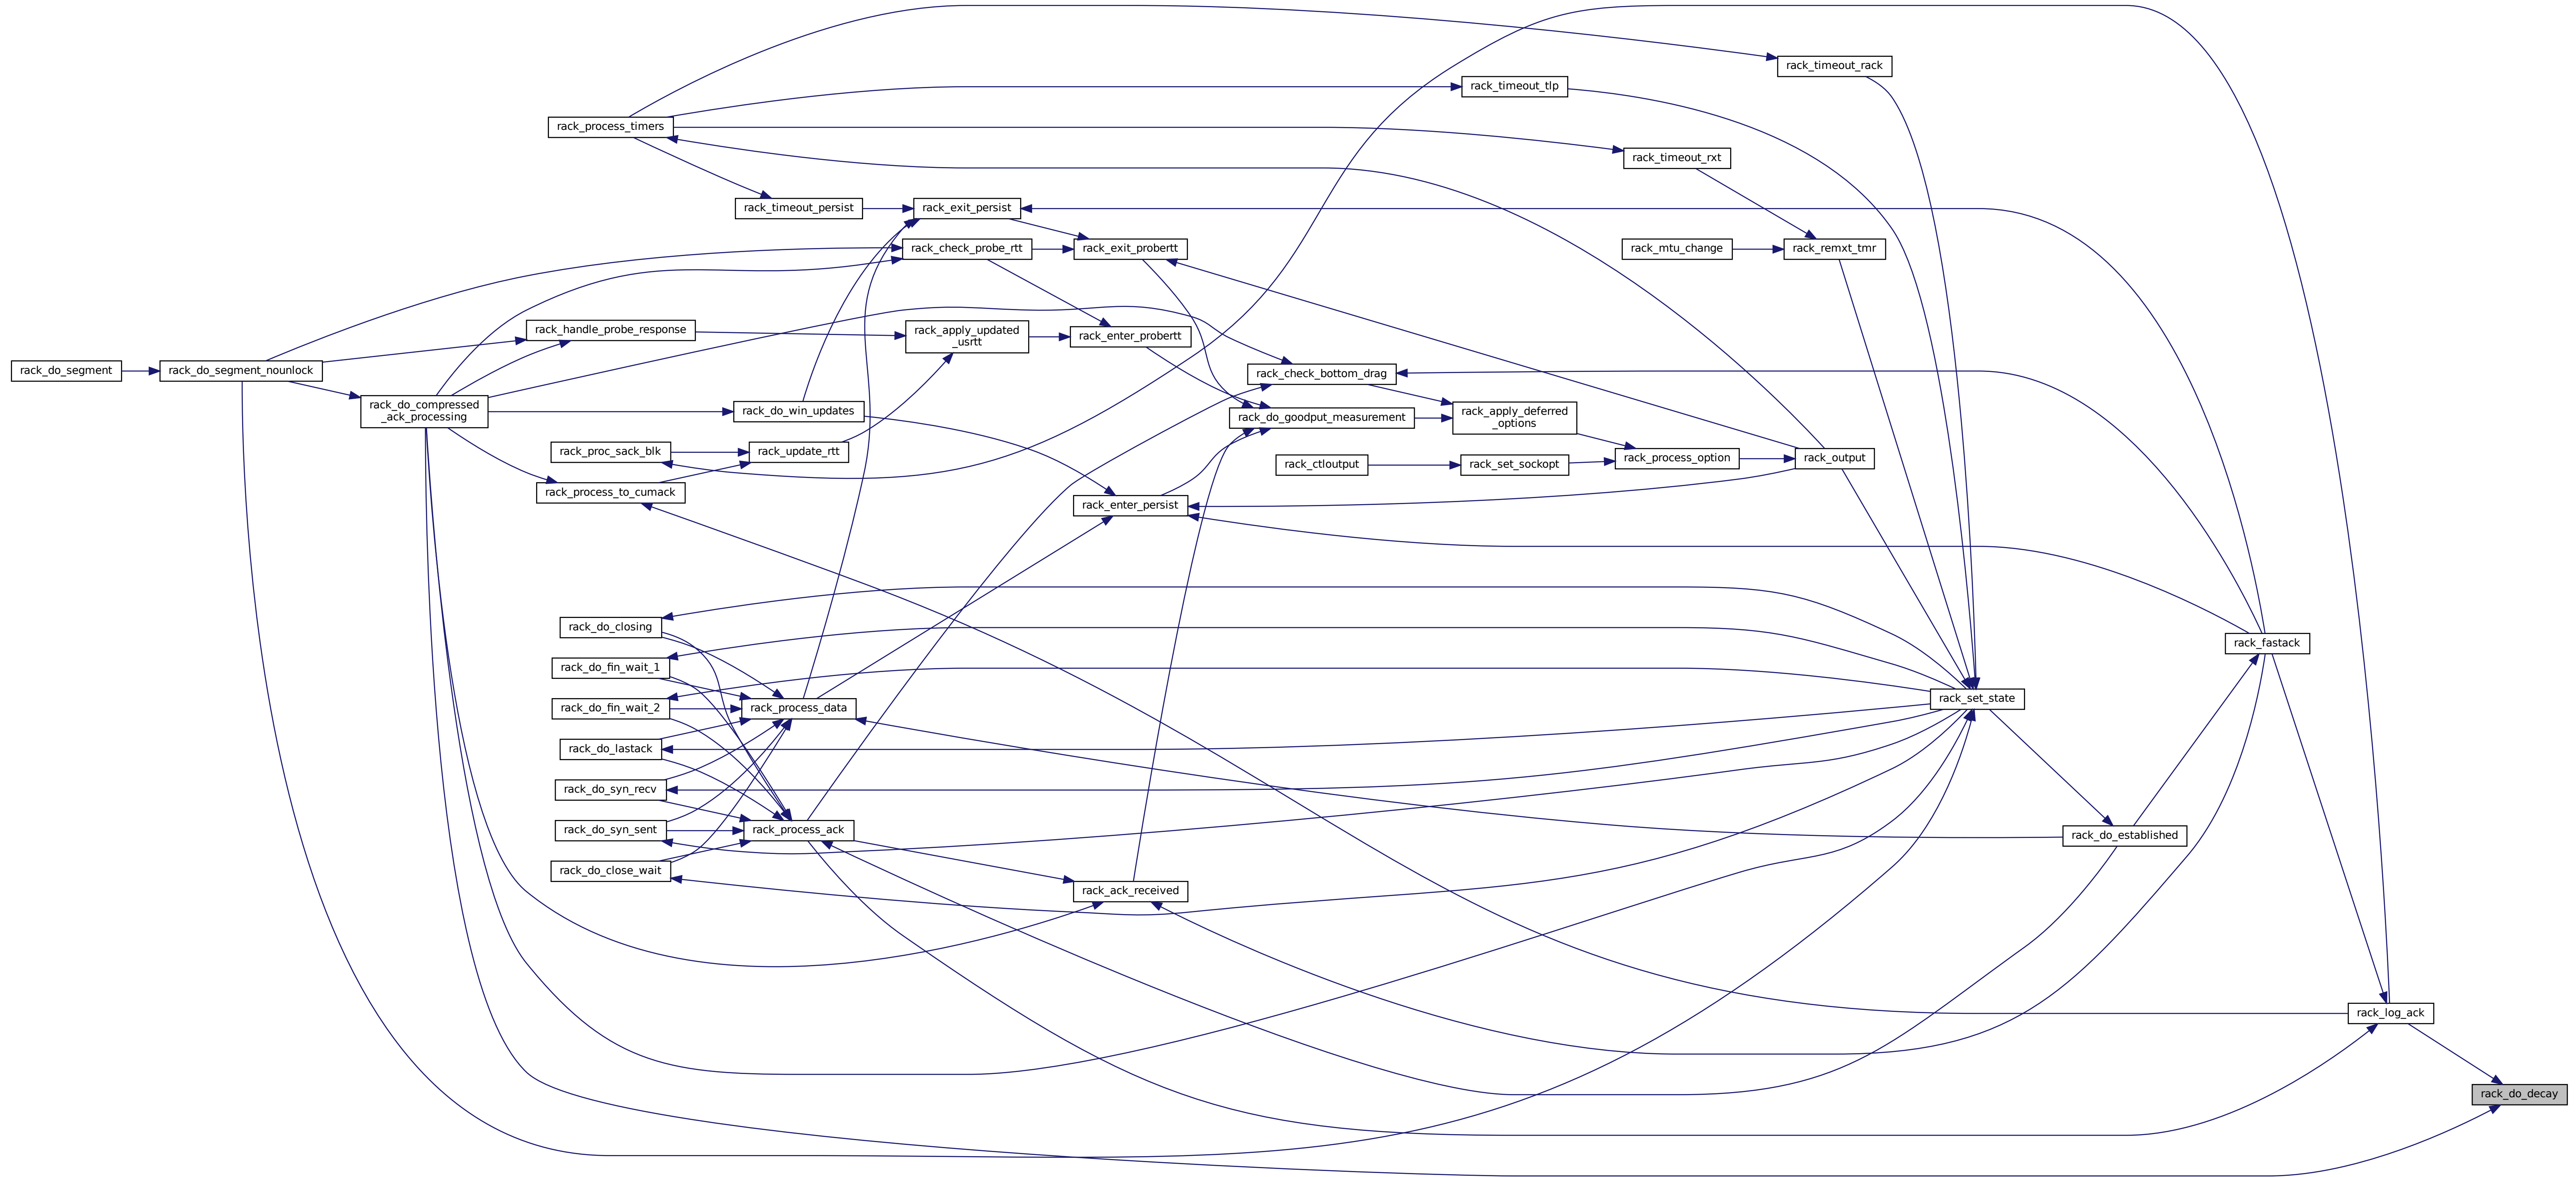 rack_timeout_rack
rack_timeout_tlp
rack_process_timers
rack_timeout_rxt
rack_timeout_persist
rack_exit_persist
rack_check_probe_rtt
rack_exit_probertt
rack_mtu_change
rack_remxt_tmr
rack_handle_probe_response
rack_apply_updated
_usrtt
rack_enter_probertt
rack_do_segment
rack_do_segment_nounlock
rack_check_bottom_drag
rack_do_compressed
_ack_processing
rack_do_win_updates
rack_do_goodput_measurement
rack_apply_deferred
_options
rack_proc_sack_blk
rack_update_rtt
rack_ctloutput
rack_set_sockopt
rack_process_option
rack_output
rack_process_to_cumack
rack_enter_persist
rack_do_closing
rack_fastack
rack_do_fin_wait_1
rack_do_fin_wait_2
rack_process_data
rack_set_state
rack_do_lastack
rack_do_syn_recv
rack_do_syn_sent
rack_process_ack
rack_do_established
rack_do_close_wait
rack_ack_received
rack_log_ack
rack_do_decay